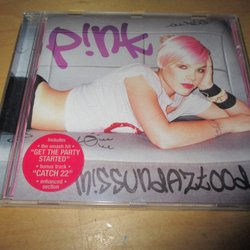 P!nk
includes
• the smash hit
"GET THE PARTY
STARTED"
• bonus track
"CATCH 22"
• enhanced
section
m!ssundaztood